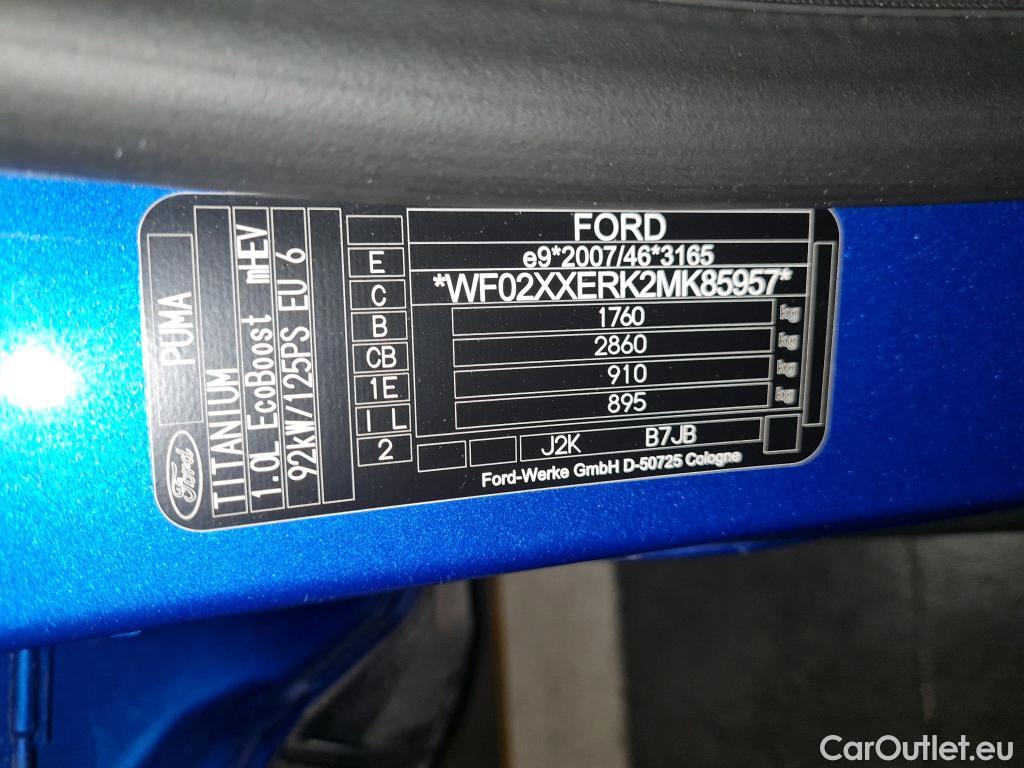 FORD
e9*2007/46*3165
*WF02XXERK2MK85957*
1760 kg
2860 kg
910 kg
895 kg
J2K B7JB
Ford-Werke GmbH D-50725 Cologne
E
C
B
CB
1E
I L
2
Ford PUMA
TITANIUM
1.0L EcoBoost mHEV
92kW/125PS EU 6
CarOutlet.eu